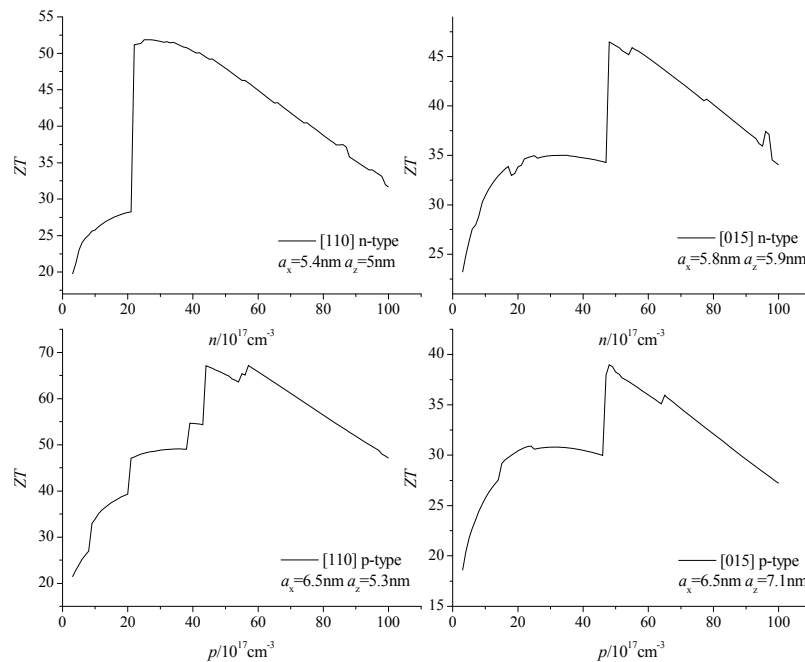 55
50
45
40
35
30
25
20
ZT
0 20 40 60 80 100
n/10^17cm^-3
[110] n-type
a_x=5.4nm a_z=5nm
45
40
35
30
25
ZT
0 20 40 60 80 100
n/10^17cm^-3
[015] n-type
a_x=5.8nm a_z=5.9nm
70
60
50
40
30
20
ZT
0 20 40 60 80 100
p/10^17cm^-3
[110] p-type
a_x=6.5nm a_z=5.3nm
40
35
30
25
20
15
ZT
0 20 40 60 80 100
p/10^17cm^-3
[015] p-type
a_x=6.5nm a_z=7.1nm